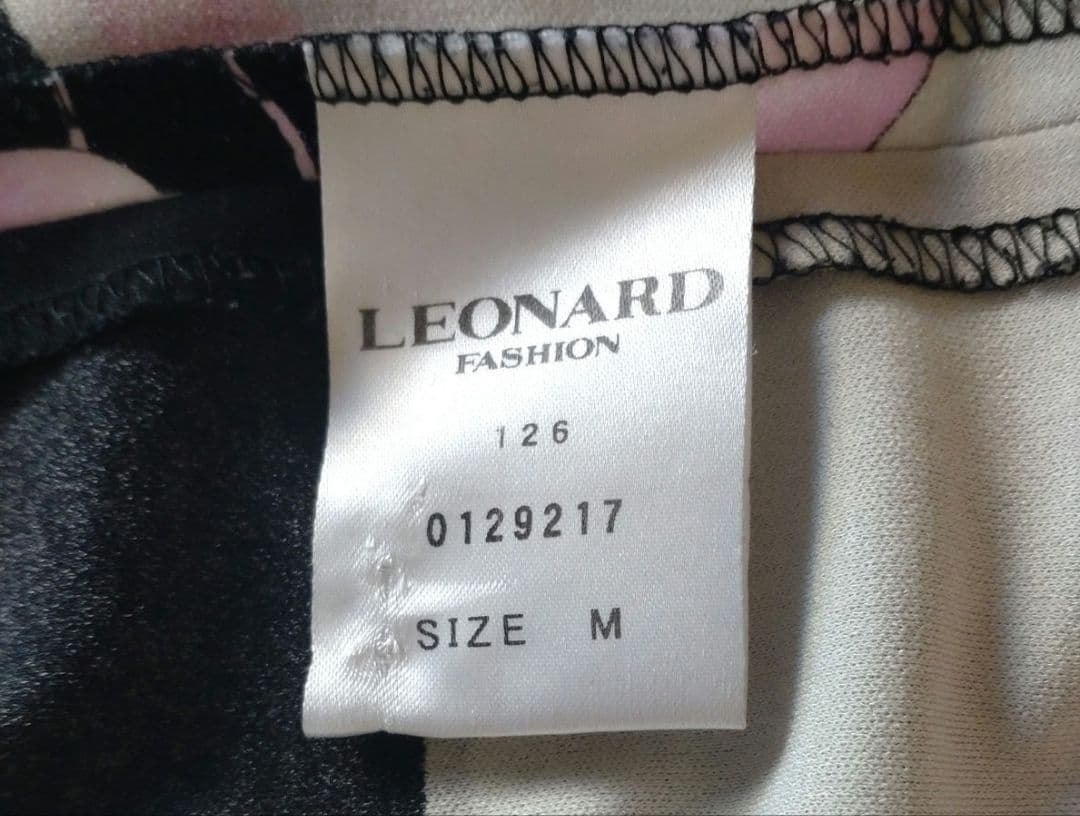 LEONARD
FASHION
126
0129217
SIZE M